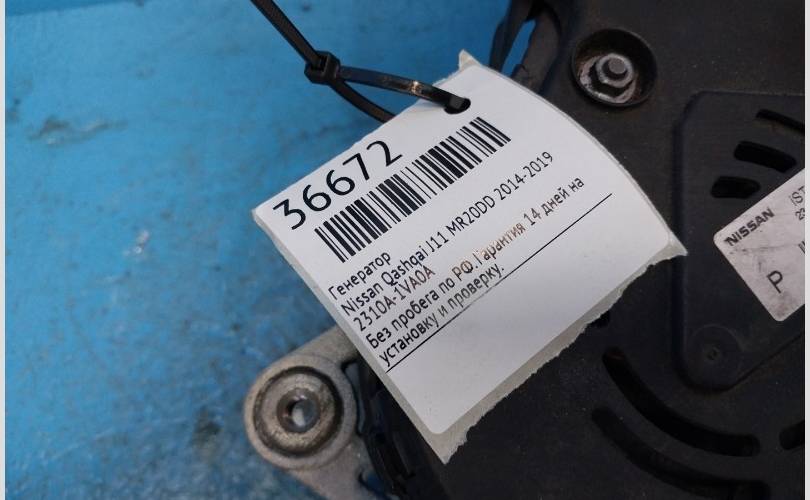 36672
Генератор
Nissan Qashqai J11 MR20DD 2014-2019
2310A-1VA0A
Без пробега по РФ.Гарантия 14 дней на
установку и проверку.
NISSAN
P